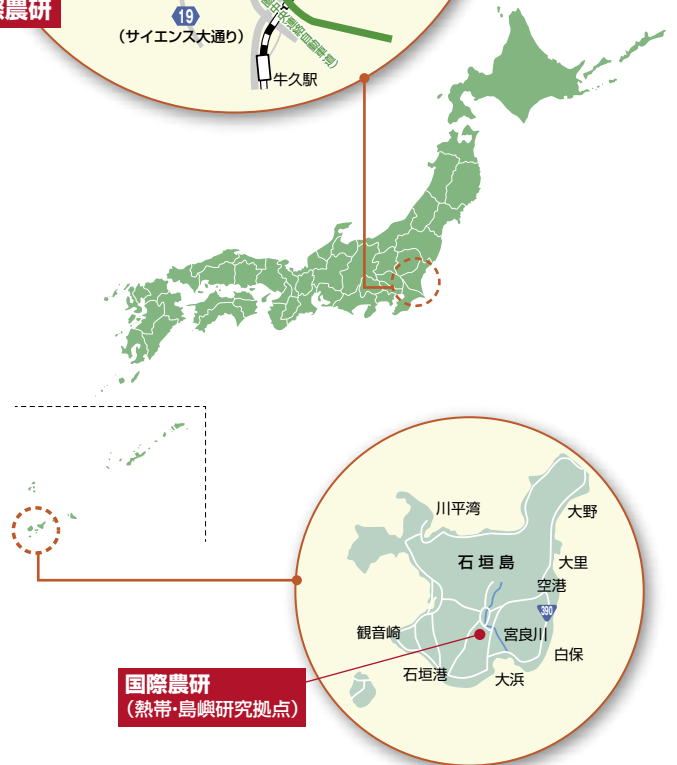 際農研
19
(サイエンス大通り)
牛久駅
川平湾
大野
石垣島
大里
空港
390
観音崎
宮良川
白保
石垣港
大浜
国際農研
(熱帯・島嶼研究拠点)